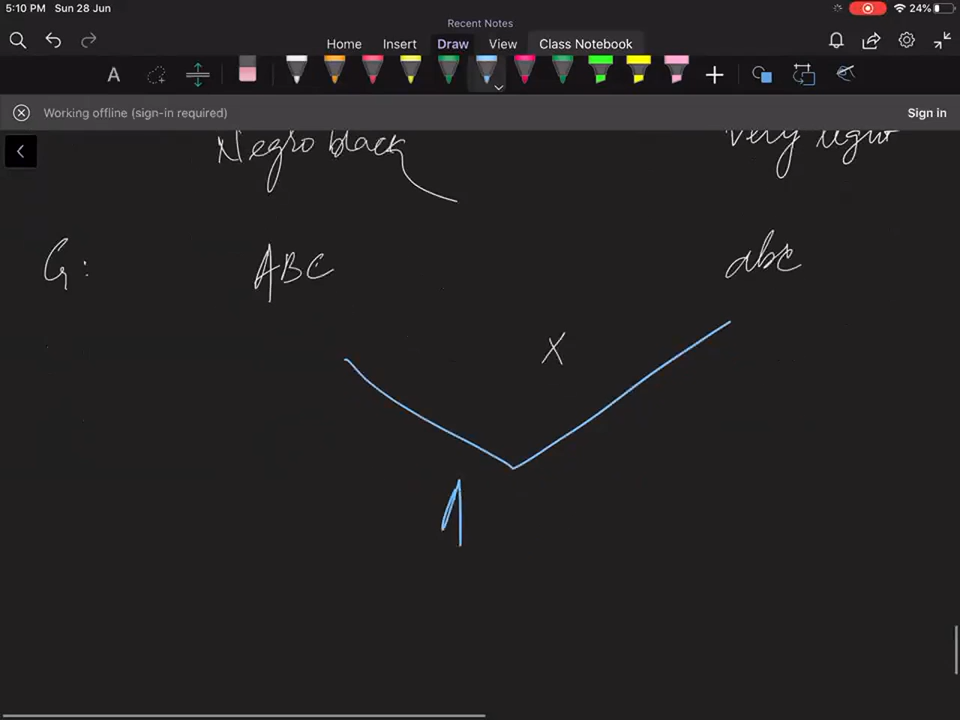 5:10 PM Sun 28 Jun 24%
Recent Notes
Home Insert Draw View Class Notebook
A
Working offline (sign-in required) Sign in
Negro black Very light
G: ABC abc
X
A